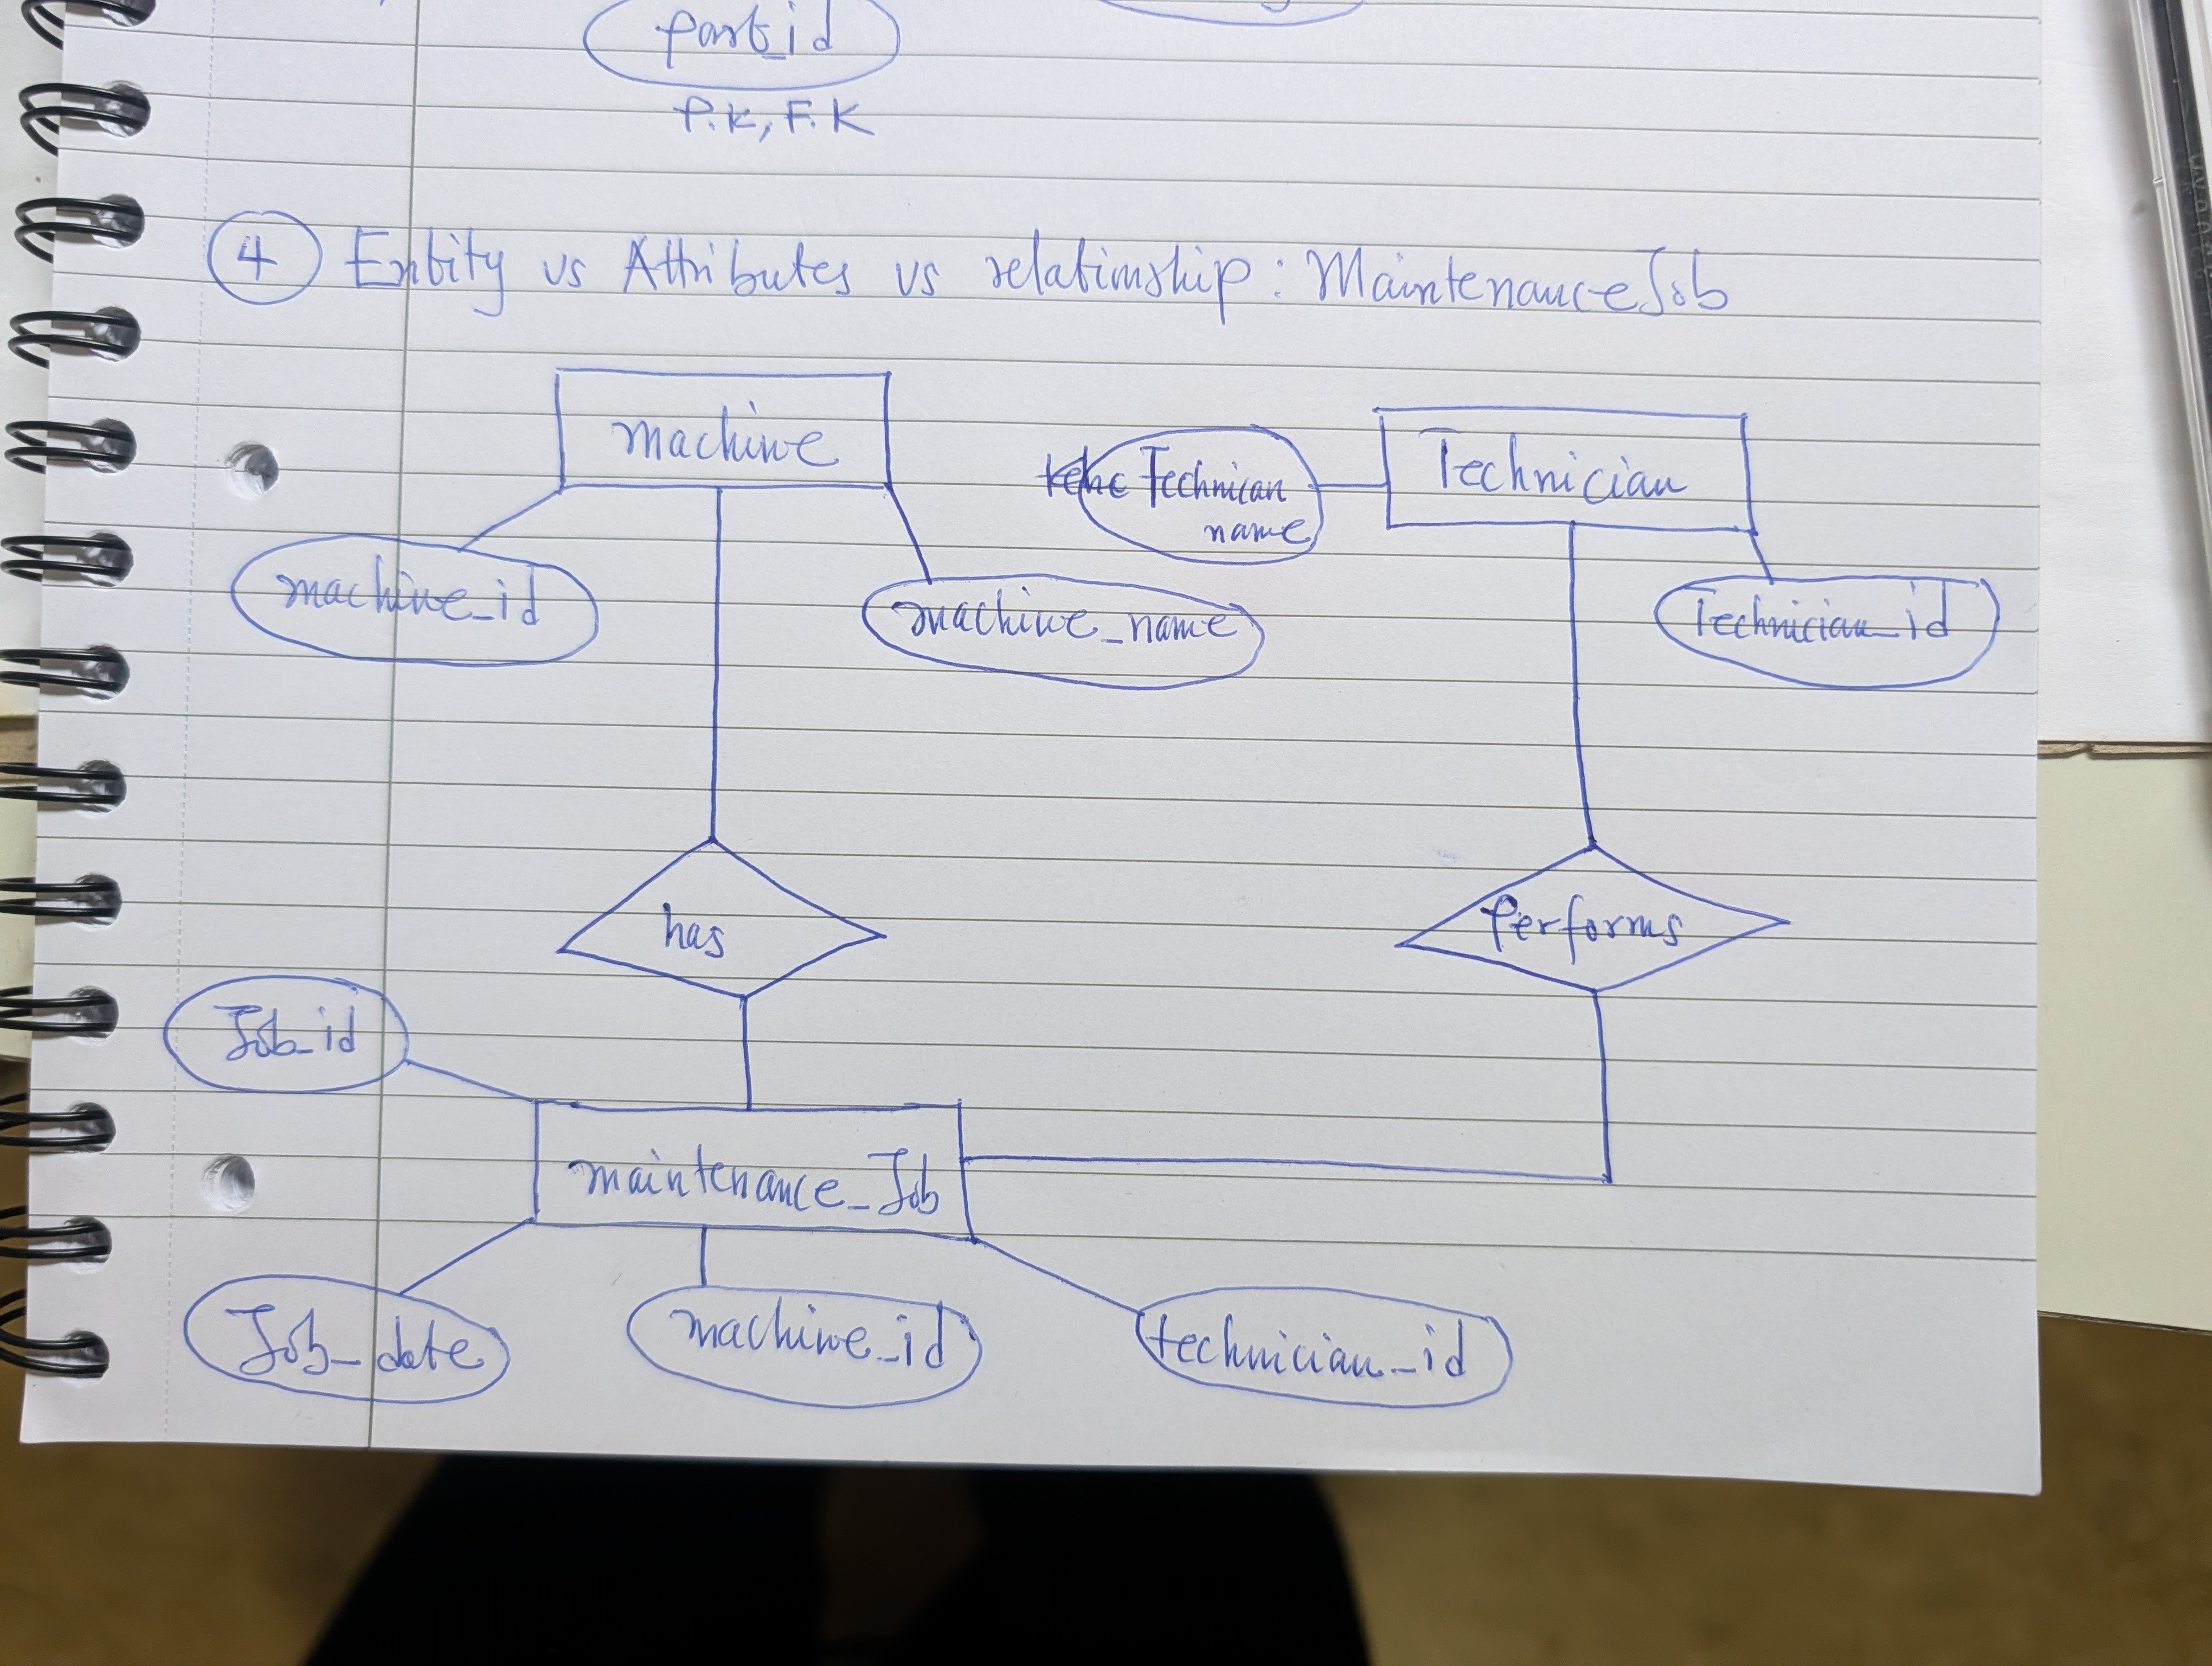 part_id
P.K, F.K
4 Entity vs Attributes vs relationship: MaintenanceJob
machine
Technician
Technician
name
machine_id
machine_name
Technician_id
has
Performs
Job_id
maintenance_Job
Job_date
machine_id
technician_id